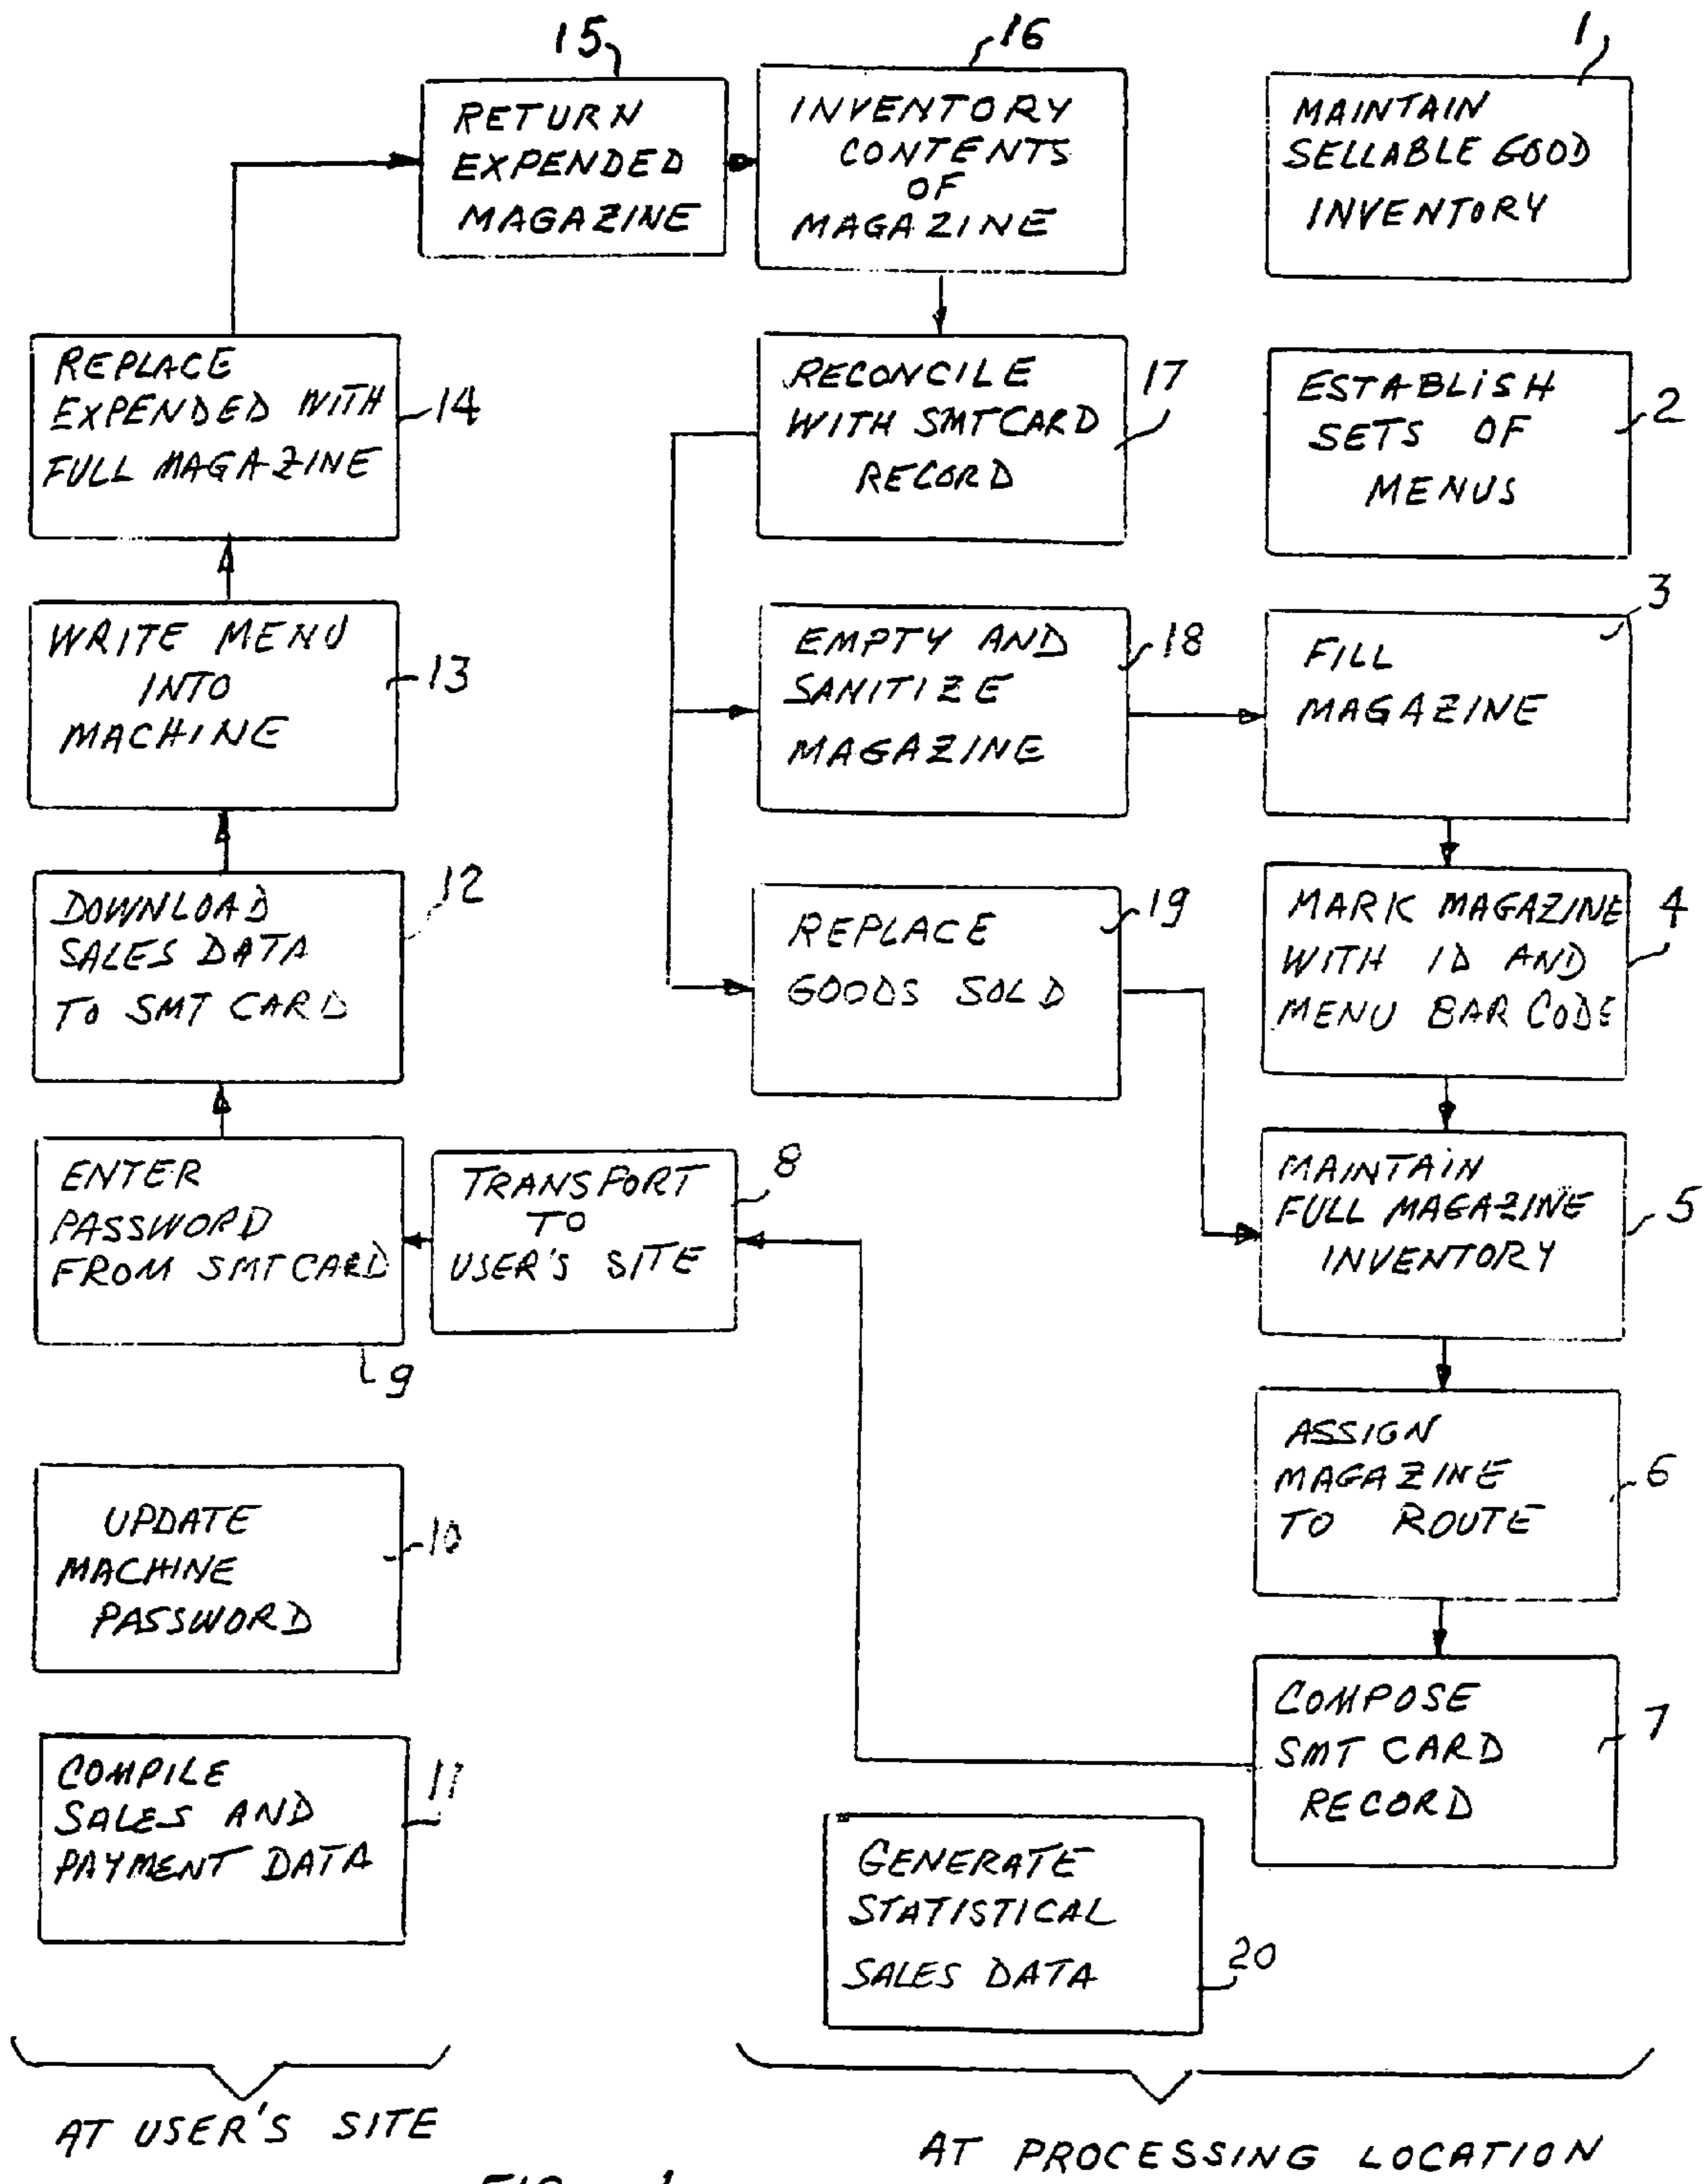 15
RETURN
EXPENDED
MAGAZINE
16
INVENTORY
CONTENTS
OF
MAGAZINE
1
MAINTAIN
SELLABLE GOOD
INVENTORY
REPLACE
EXPENDED WITH
FULL MAGAZINE
14
RECONCILE
WITH SMTCARD
RECORD
17
ESTABLISH
SETS OF
MENUS
2
WRITE MENU
INTO
MACHINE
13
EMPTY AND
SANITIZE
MAGAZINE
18
FILL
MAGAZINE
3
DOWNLOAD
SALES DATA
TO SMT CARD
12
REPLACE
GOODS SOLD
19
MARK MAGAZINE
WITH ID AND
MENU BAR CODE
4
ENTER
PASSWORD
FROM SMTCARD
9
TRANSPORT
TO
USER'S SITE
8
MAINTAIN
FULL MAGAZINE
INVENTORY
5
ASSIGN
MAGAZINE
TO ROUTE
6
UPDATE
MACHINE
PASSWORD
10
COMPOSE
SMT CARD
RECORD
7
COMPILE
SALES AND
PAYMENT DATA
11
GENERATE
STATISTICAL
SALES DATA
20
AT USER'S SITE
AT PROCESSING LOCATION